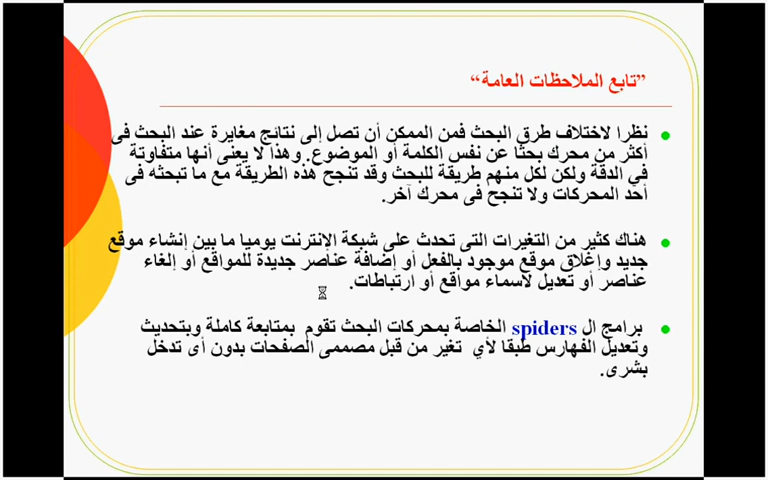 ”تابع الملاحظات العامة“
نظرا لاختلاف طرق البحث فمن الممكن أن تصل إلى نتائج مغايرة عند البحث فى
أكثر من محرك بحثا عن نفس الكلمة أو الموضوع. وهذا لا يعنى أنها متفاوتة
في الدقة ولكن لكل منهم طريقة للبحث وقد تنجح هذه الطريقة مع ما تبحثه فى
أحد المحركات ولا تنجح فى محرك آخر.
هناك كثير من التغيرات التى تحدث على شبكة الإنترنت يوميا ما بين إنشاء موقع
جديد وإغلاق موقع موجود بالفعل أو إضافة عناصر جديدة للمواقع أو إلغاء
عناصر أو تعديل لاسماء مواقع أو ارتباطات.
برامج ال spiders الخاصة بمحركات البحث تقوم بمتابعة كاملة وبتحديث
وتعديل الفهارس طبقا لأي تغير من قبل مصممى الصفحات بدون أى تدخل
بشرى.